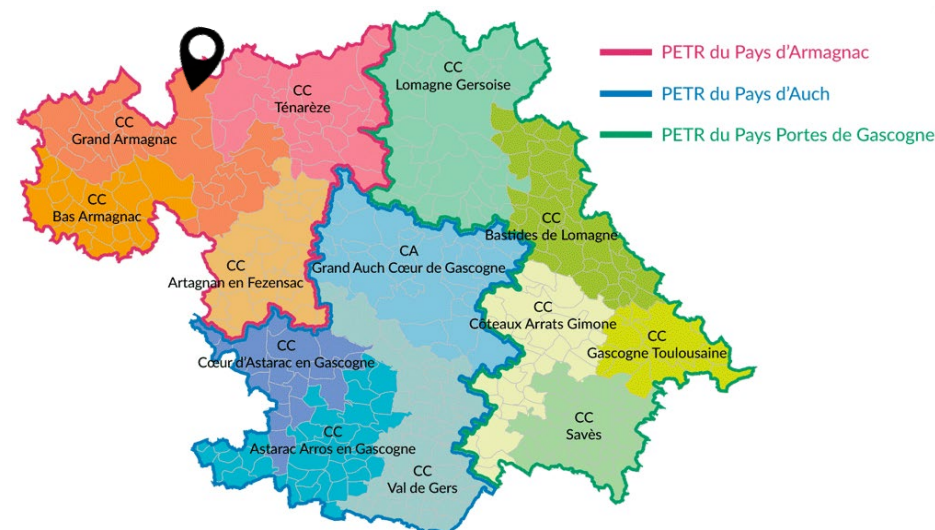 PETR du Pays d'Armagnac
PETR du Pays d'Auch
PETR du Pays Portes de Gascogne
CC
Lomagne Gersoise
CC
Ténarèze
CC
Grand Armagnac
CC
Bas Armagnac
CC
Bastides de Lomagne
CA
Grand Auch Cœur de Gascogne
CC
Artagnan en Fezensac
CC
Côteaux Arrats Gimone
CC
Gascogne Toulousaine
CC
Cœur d'Astarac en Gascogne
CC
Savès
CC
Astarac Arros en Gascogne
CC
Val de Gers